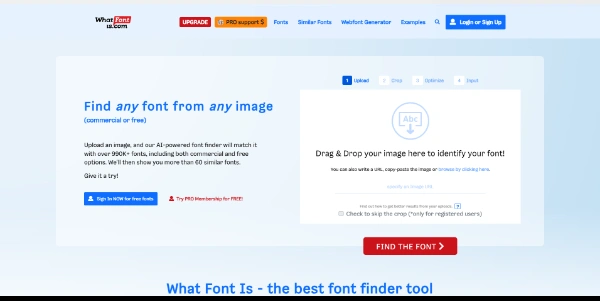 What Font
is.com
UPGRADE
PRO support $
Fonts
Similar Fonts
Webfont Generator
Examples
Login or Sign Up
1 Upload
2 Crop
3 Optimize
4 Input
Find any font from any image
(commercial or free)
Abc
Upload an image, and our AI-powered font finder will match it
with over 990K+ fonts, including both commercial and free
options. We'll then show you more than 60 similar fonts.
Give it a try!
Sign In NOW for free fonts
Try PRO Membership for FREE!
Drag & Drop your image here to identify your font!
You can also write a URL, copy-paste the image or browse by clicking here.
Check to skip the crop (*only for registered users)
FIND THE FONT
What Font Is - the best font finder tool